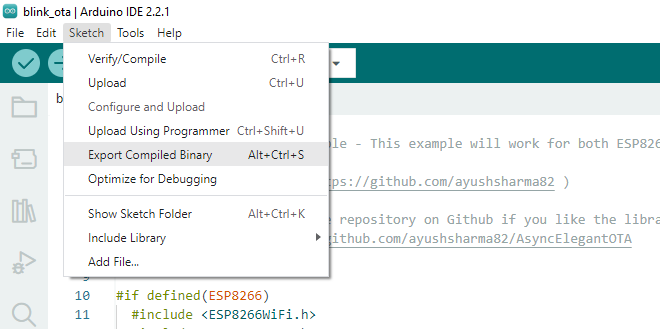 blink_ota | Arduino IDE 2.2.1
File Edit Sketch Tools Help
Verify/Compile Ctrl+R
Upload Ctrl+U
Configure and Upload
Upload Using Programmer Ctrl+Shift+U
Export Compiled Binary Alt+Ctrl+S
Optimize for Debugging
Show Sketch Folder Alt+Ctrl+K
Include Library
Add File...
b
le - This example will work for both ESP826
ps://github.com/ayushsharma82 )
e repository on Github if you like the libra
github.com/ayushsharma82/AsyncElegantOTA
10 #if defined(ESP8266)
11 #include <ESP8266WiFi.h>